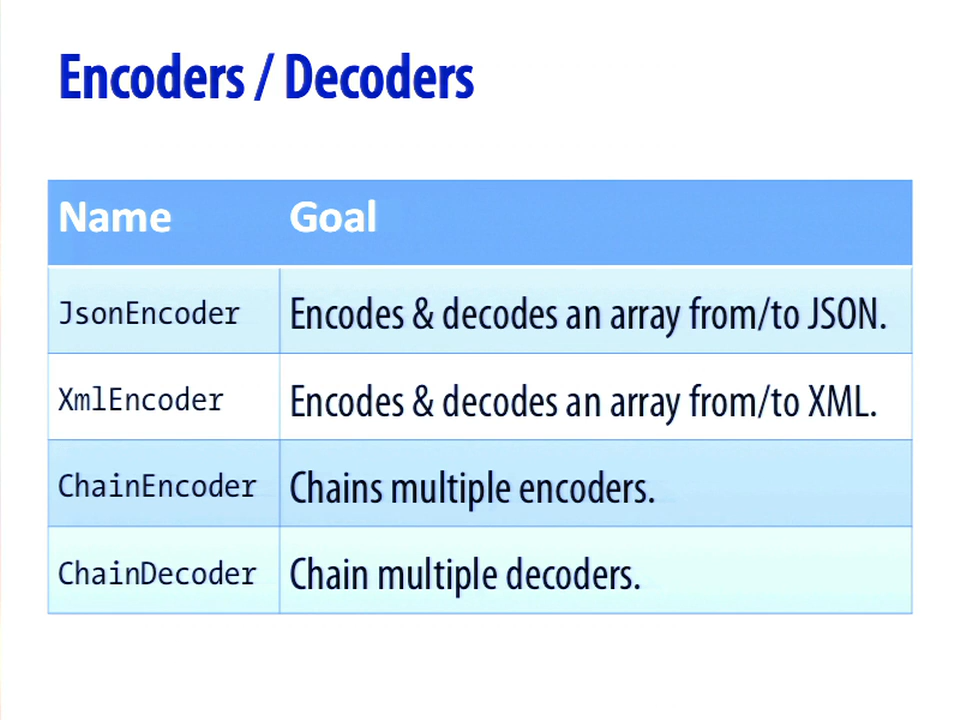 Encoders / Decoders
Name Goal
JsonEncoder Encodes & decodes an array from/to JSON.
XmlEncoder Encodes & decodes an array from/to XML.
ChainEncoder Chains multiple encoders.
ChainDecoder Chain multiple decoders.